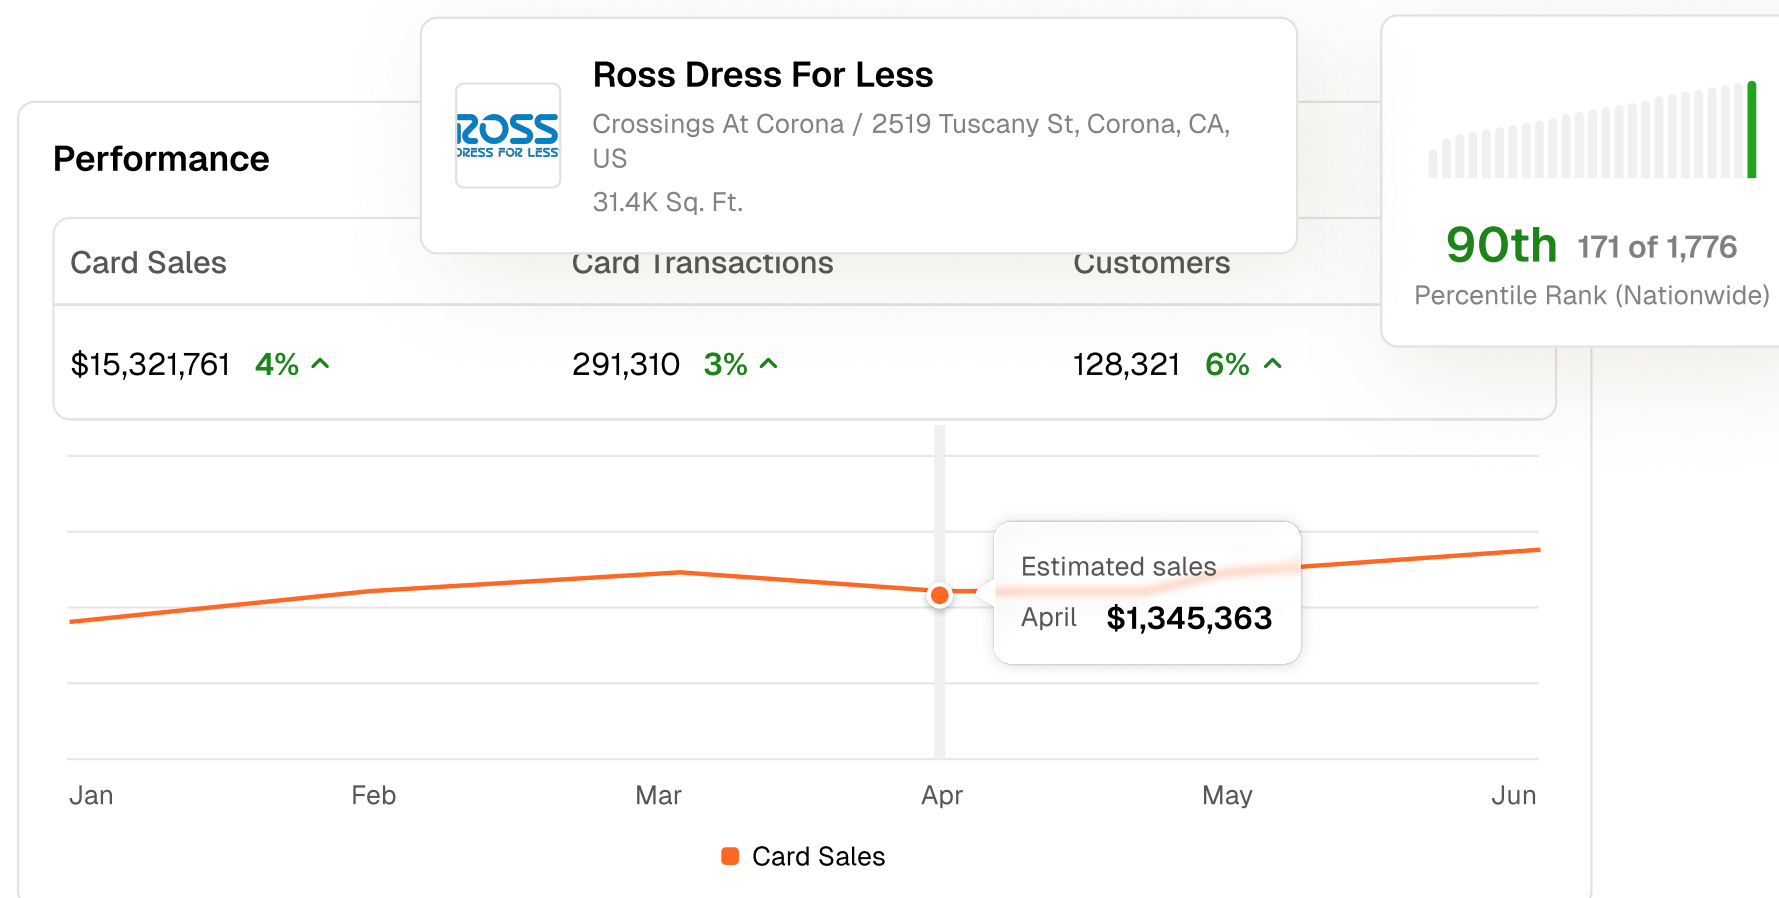 Ross Dress For Less
ROSS
DRESS FOR LESS
Crossings At Corona / 2519 Tuscany St, Corona, CA,
US
31.4K Sq. Ft.
90th 171 of 1,776
Percentile Rank (Nationwide)
Performance
Card Sales Card Transactions Customers
$15,321,761 4% 291,310 3% 128,321 6%
Estimated sales
April $1,345,363
Jan Feb Mar Apr May Jun
Card Sales